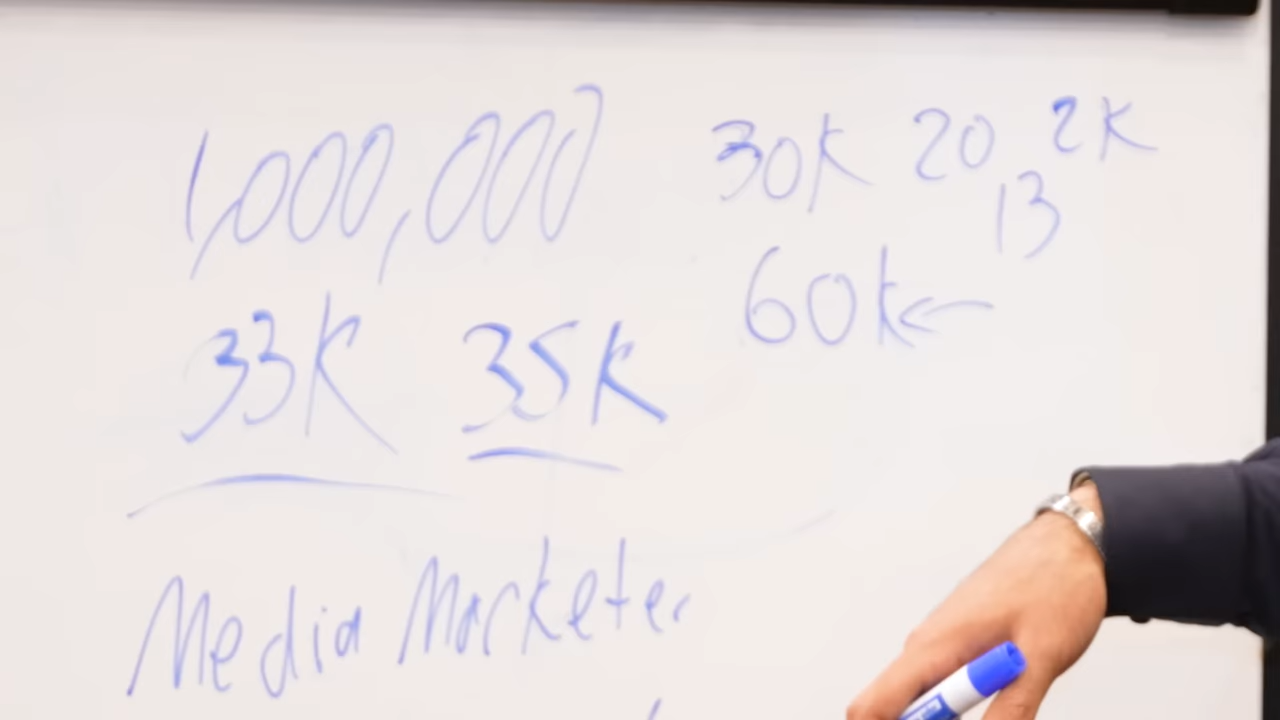 1,000,000
30K 20 2K
13
60K←
33K 35K
Media Marketer